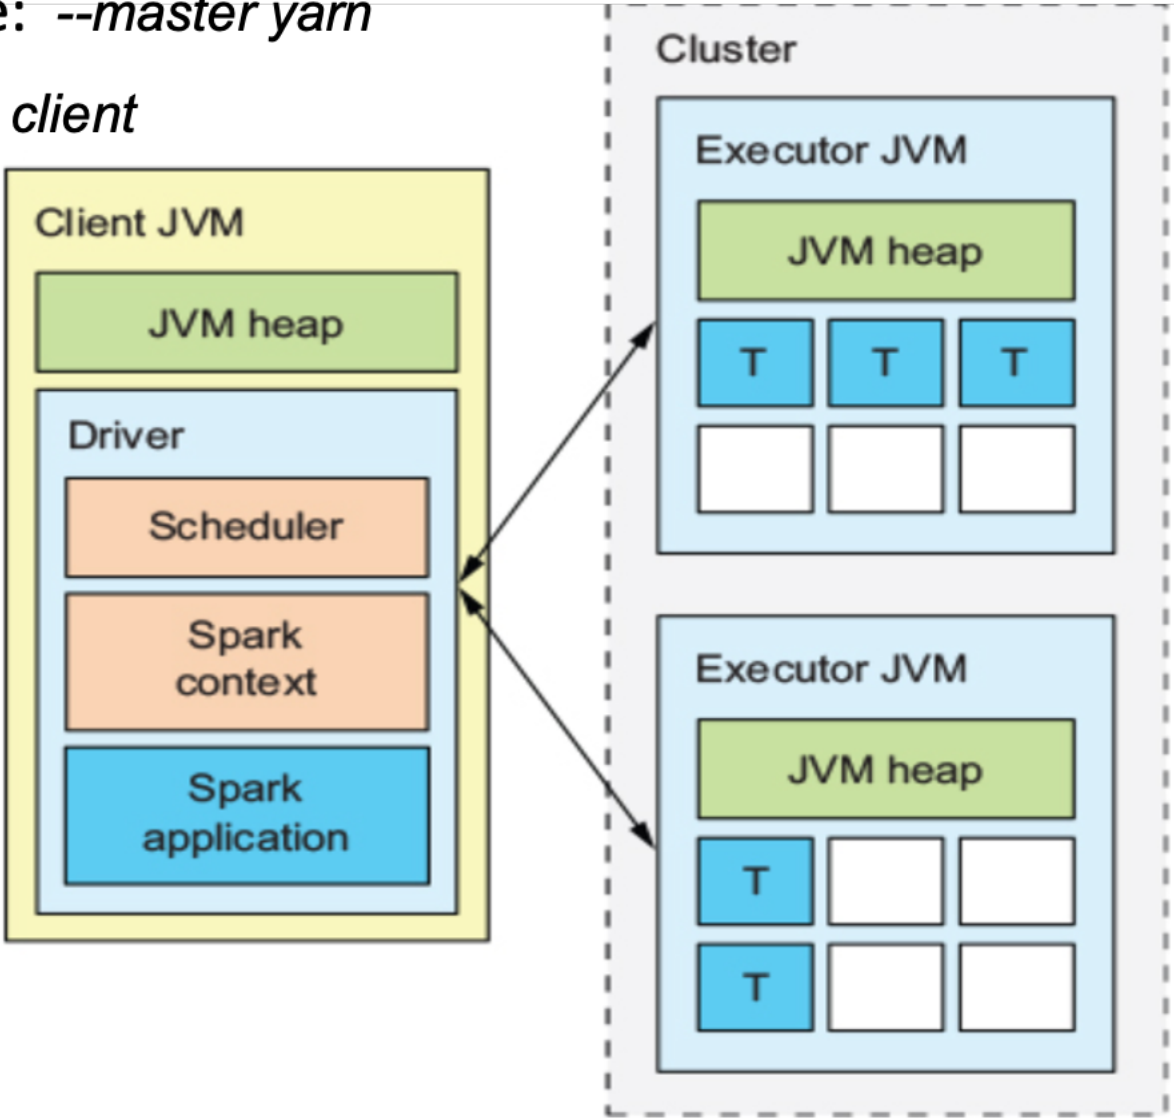 e: --master yarn
client
Client JVM
JVM heap
Driver
Scheduler
Spark
context
Spark
application
Cluster
Executor JVM
JVM heap
T T T
Executor JVM
JVM heap
T
T